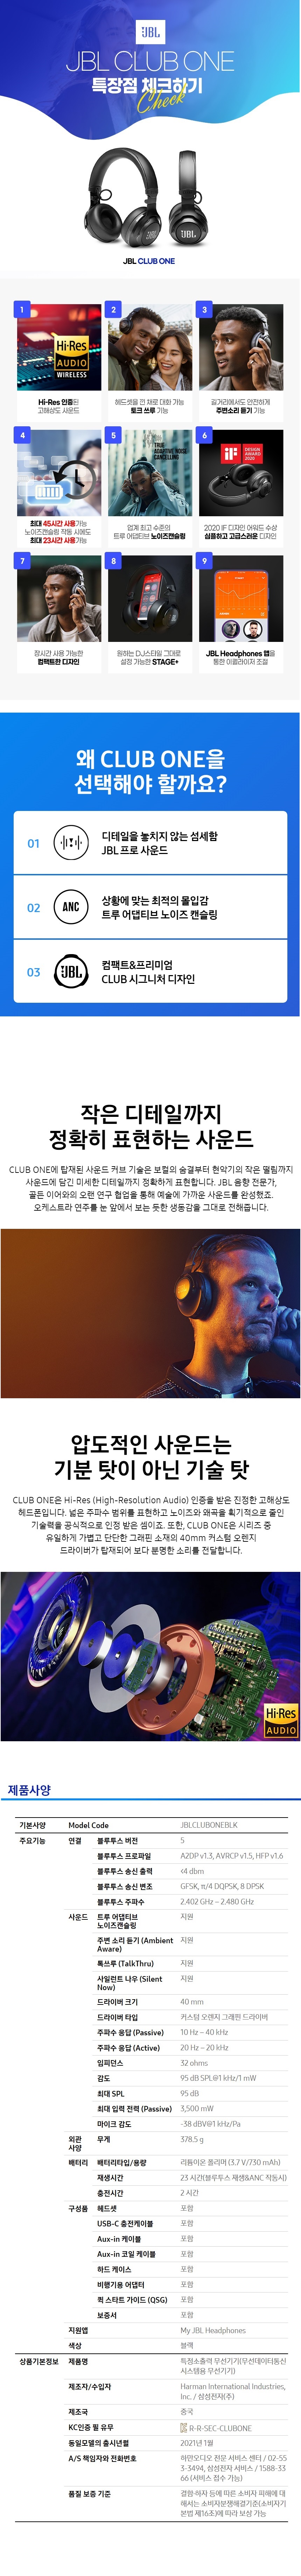 JBL
JBL CLUB ONE
특장점 체크하기
Check
JBL
JBL CLUB ONE
1
Hi-Res
AUDIO
WIRELESS
Hi-Res 인증된
고해상도 사운드
2
헤드셋을 낀 채로 대화 가능
토크 쓰루 기능
3
길거리에서도 안전하게
주변소리 듣기 기능
4
최대 45시간 사용가능
노이즈캔슬링 작동 시에도
최대 23시간 사용가능
5
TRUE
ADAPTIVE NOISE
CANCELLING
업계 최고 수준의
트루 어댑티브 노이즈캔슬링
6
iF
DESIGN
AWARD
2020
2020 IF 디자인 어워드 수상
심플하고 고급스러운 디자인
7
장시간 사용 가능한
컴팩트한 디자인
8
원하는 DJ스타일 그대로
설정 가능한 STAGE+
9
JBL Headphones 앱을
통한 이퀄라이저 조절
왜 CLUB ONE을
선택해야 할까요?
01
디테일을 놓치지 않는 섬세함
JBL 프로 사운드
02
ANC
상황에 맞는 최적의 몰입감
트루 어댑티브 노이즈 캔슬링
03
JBL
컴팩트&프리미엄
CLUB 시그니처 디자인
작은 디테일까지
정확히 표현하는 사운드
CLUB ONE에 탑재된 사운드 커브 기술은 보컬의 숨결부터 현악기의 작은 떨림까지
사운드에 담긴 미세한 디테일까지 정확하게 표현합니다. JBL 음향 전문가,
골든 이어와의 오랜 연구 협업을 통해 예술에 가까운 사운드를 완성했죠.
오케스트라 연주를 눈 앞에서 보는 듯한 생동감을 그대로 전해줍니다.
압도적인 사운드는
기분 탓이 아닌 기술 탓
CLUB ONE은 Hi-Res (High-Resolution Audio) 인증을 받은 진정한 고해상도
헤드폰입니다. 넓은 주파수 범위를 표현하고 노이즈와 왜곡을 획기적으로 줄인
기술력을 공식적으로 인정 받은 셈이죠. 또한, CLUB ONE은 시리즈 중
유일하게 가볍고 단단한 그래핀 소재의 40mm 커스텀 오렌지
드라이버가 탑재되어 보다 분명한 소리를 전달합니다.
Hi-Res
AUDIO
제품사양
기본사양 Model Code JBLCLUBONEBLK
주요기능 연결 블루투스 버전 5
블루투스 프로파일 A2DP v1.3, AVRCP v1.5, HFP v1.6
블루투스 송신 출력 <4 dbm
블루투스 송신 변조 GFSK, π/4 DQPSK, 8 DPSK
블루투스 주파수 2.402 GHz – 2.480 GHz
사운드 트루 어댑티브
노이즈캔슬링 지원
주변 소리 듣기 (Ambient
Aware) 지원
톡쓰루 (TalkThru) 지원
사일런트 나우 (Silent
Now) 지원
드라이버 크기 40 mm
드라이버 타입 커스텀 오렌지 그래핀 드라이버
주파수 응답 (Passive) 10 Hz – 40 kHz
주파수 응답 (Active) 20 Hz – 20 kHz
임피던스 32 ohms
감도 95 dB SPL@1 kHz/1 mW
최대 SPL 95 dB
최대 입력 전력 (Passive) 3,500 mW
마이크 감도 -38 dBV@1 kHz/Pa
외관
사양 무게 378.5 g
배터리 배터리타입/용량 리튬이온 폴리머 (3.7 V/730 mAh)
재생시간 23 시간(블루투스 재생&ANC 작동시)
충전시간 2 시간
구성품 헤드셋 포함
USB-C 충전케이블 포함
Aux-in 케이블 포함
Aux-in 코일 케이블 포함
하드 케이스 포함
비행기용 어댑터 포함
퀵 스타트 가이드 (QSG) 포함
보증서 포함
지원앱 My JBL Headphones
색상 블랙
상품기본정보 제품명 특정소출력 무선기기(무선데이터통신
시스템용 무선기기)
제조자/수입자 Harman International Industries,
Inc. / 삼성전자(주)
제조국 중국
KC인증 필 유무 R-R-SEC-CLUBONE
동일모델의 출시년월 2021년 1월
A/S 책임자와 전화번호 하만오디오 전문 서비스 센터 / 02-55
3-3494, 삼성전자 서비스 / 1588-33
66 (서비스 접수 가능)
품질 보증 기준 결함·하자 등에 따른 소비자 피해에 대
해서는 소비자분쟁해결기준(소비자기
본법 제16조)에 따라 보상 가능